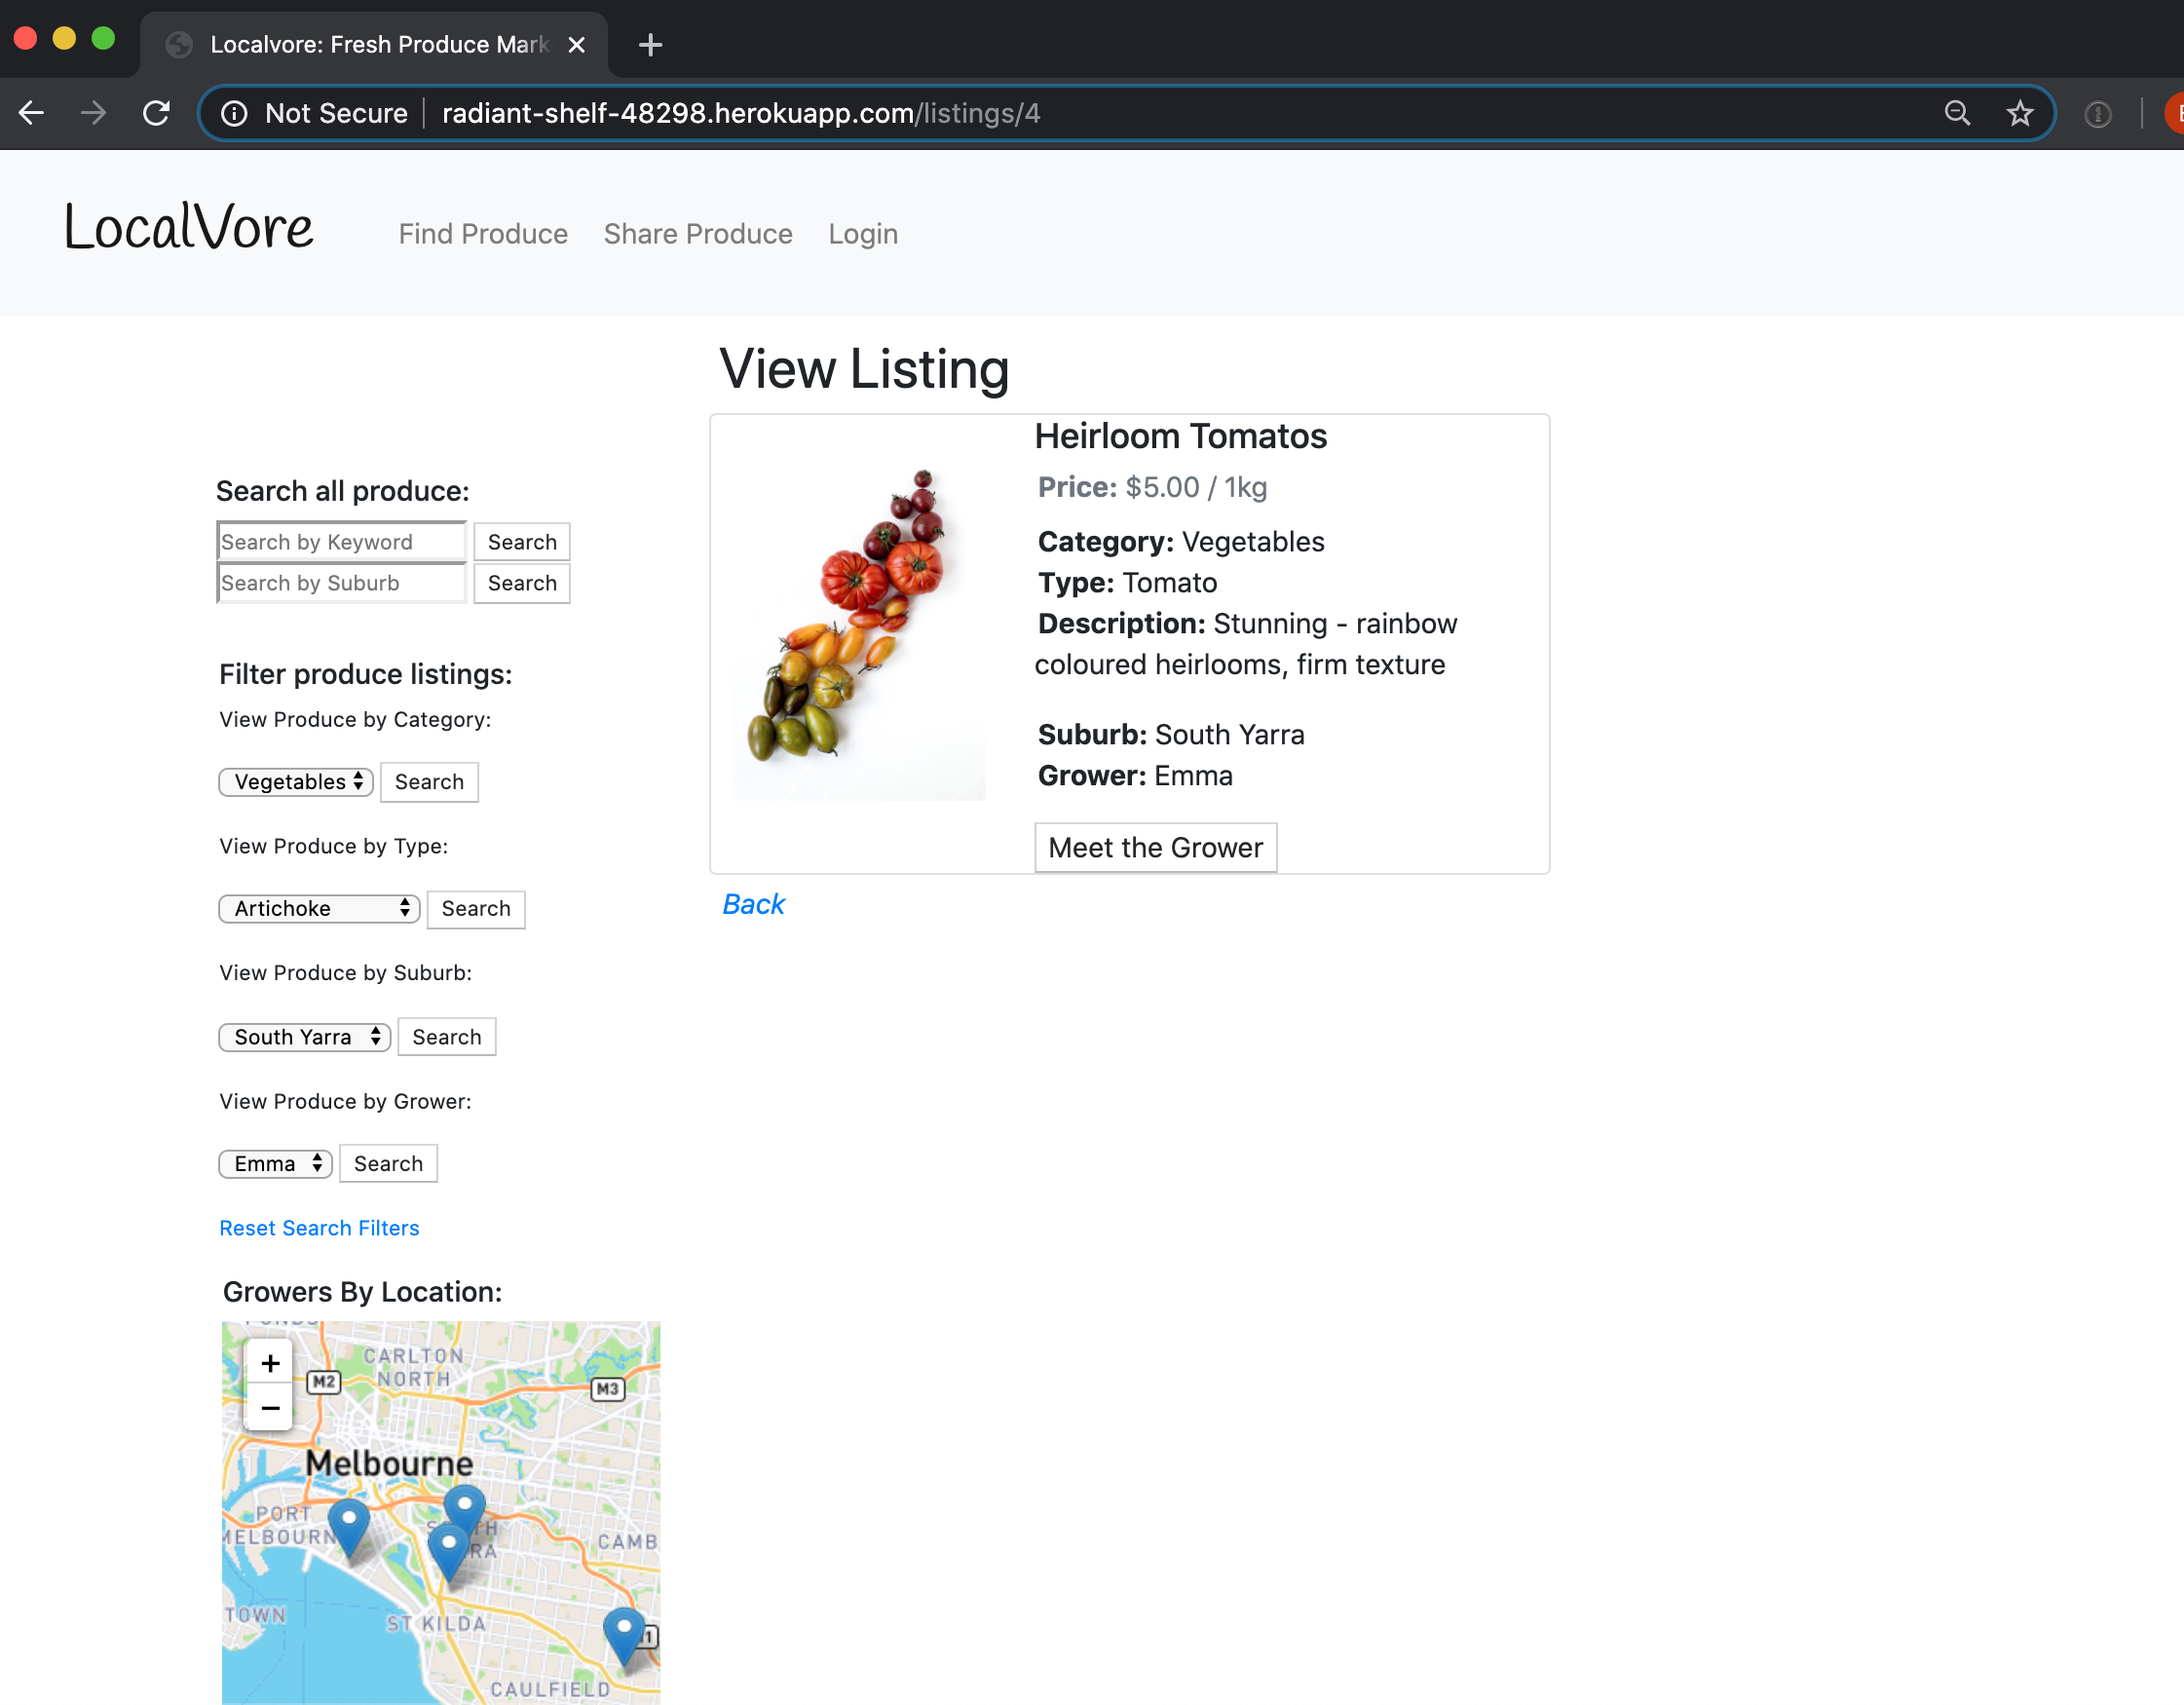 Localvore: Fresh Produce Mark
Not Secure radiant-shelf-48298.herokuapp.com/listings/4
LocalVore
Find Produce Share Produce Login
View Listing
Heirloom Tomatos
Price: $5.00 / 1kg
Category: Vegetables
Type: Tomato
Description: Stunning - rainbow
coloured heirlooms, firm texture
Suburb: South Yarra
Grower: Emma
Meet the Grower
Back
Search all produce:
Search by Keyword Search
Search by Suburb Search
Filter produce listings:
View Produce by Category:
Vegetables Search
View Produce by Type:
Artichoke Search
View Produce by Suburb:
South Yarra Search
View Produce by Grower:
Emma Search
Reset Search Filters
Growers By Location:
+
−
CARLTON
NORTH
M2
M3
Melbourne
PORT
MELBOURN
CAMB
TOWN
ST KILDA
CAULFIELD